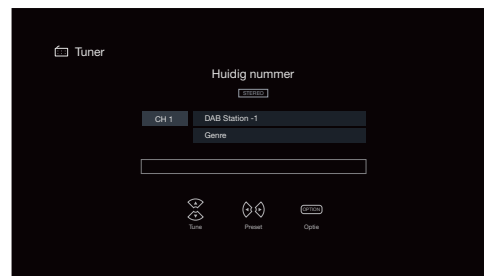 Tuner
Huidig nummer
STEREO
CH 1
DAB Station -1
Genre
OPTION
Tune
Preset
Optie